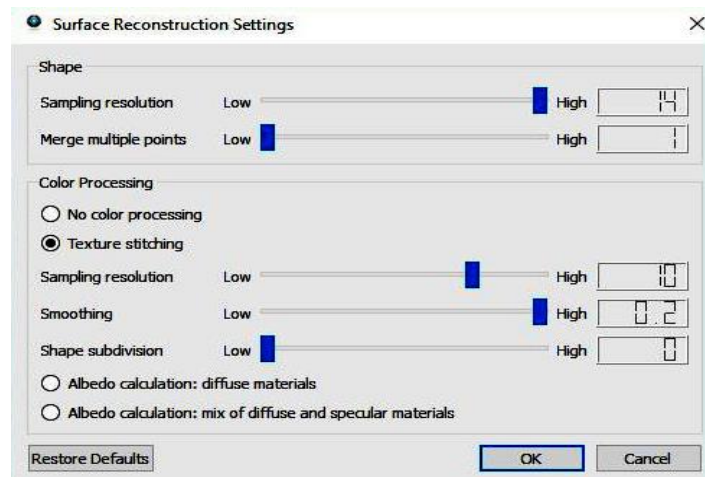 Surface Reconstruction Settings
Shape
Sampling resolution Low High 14
Merge multiple points Low High 1
Color Processing
No color processing
Texture stitching
Sampling resolution Low High 10
Smoothing Low High 0.2
Shape subdivision Low High 0
Albedo calculation: diffuse materials
Albedo calculation: mix of diffuse and specular materials
Restore Defaults OK Cancel